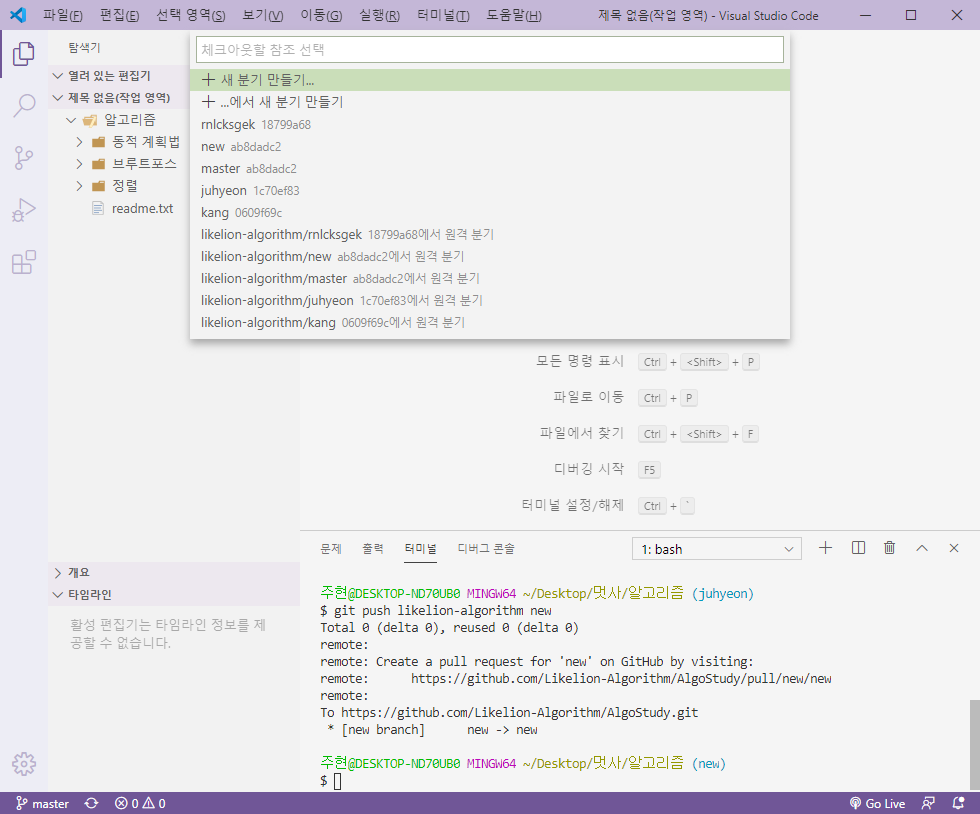 파일(F) 편집(E) 선택 영역(S) 보기(V) 이동(G) 실행(R) 터미널(T) 도움말(H) 제목 없음(작업 영역) - Visual Studio Code
탐색기
열려 있는 편집기
제목 없음(작업 영역)
알고리즘
동적 계획법
브루트포스
정렬
readme.txt
체크아웃할 참조 선택
새 분기 만들기...
...에서 새 분기 만들기
rnlcksgek 18799a68
new ab8dadc2
master ab8dadc2
juhyeon 1c70ef83
kang 0609f69c
likelion-algorithm/rnlcksgek 18799a68에서 원격 분기
likelion-algorithm/new ab8dadc2에서 원격 분기
likelion-algorithm/master ab8dadc2에서 원격 분기
likelion-algorithm/juhyeon 1c70ef83에서 원격 분기
likelion-algorithm/kang 0609f69c에서 원격 분기
모든 명령 표시 Ctrl + <Shift> + P
파일로 이동 Ctrl + P
파일에서 찾기 Ctrl + <Shift> + F
디버깅 시작 F5
터미널 설정/해제 Ctrl + `
개요
타임라인
활성 편집기는 타임라인 정보를 제
공할 수 없습니다.
문제 출력 터미널 디버그 콘솔 1: bash
주현@DESKTOP-ND70UB0 MINGW64 ~/Desktop/멋사/알고리즘 (juhyeon)
$ git push likelion-algorithm new
Total 0 (delta 0), reused 0 (delta 0)
remote:
remote: Create a pull request for 'new' on GitHub by visiting:
remote:      https://github.com/Likelion-Algorithm/AlgoStudy/pull/new/new
remote:
To https://github.com/Likelion-Algorithm/AlgoStudy.git
 * [new branch]      new -> new
주현@DESKTOP-ND70UB0 MINGW64 ~/Desktop/멋사/알고리즘 (new)
$
master 0 0 Go Live